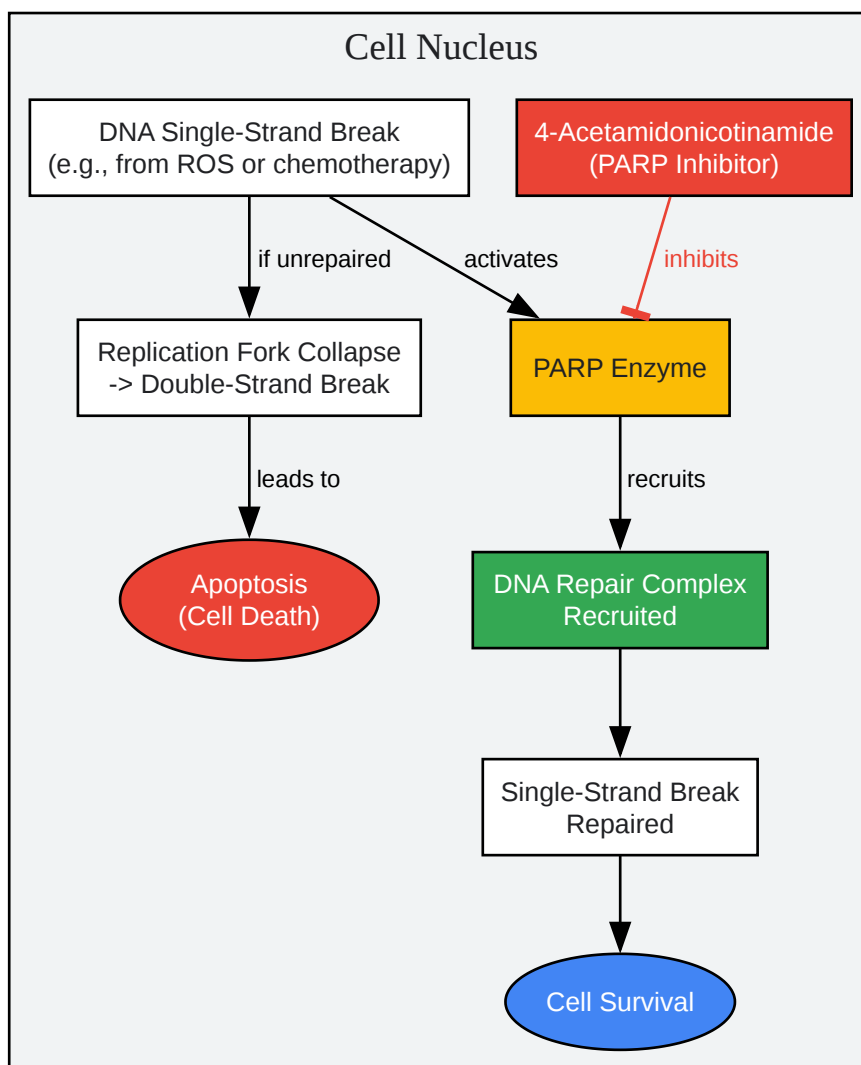 Cell Nucleus
DNA Single-Strand Break
(e.g., from ROS or chemotherapy)
4-Acetamidonicotinamide
(PARP Inhibitor)
if unrepaired
activates
inhibits
Replication Fork Collapse
-> Double-Strand Break
PARP Enzyme
leads to
recruits
Apoptosis
(Cell Death)
DNA Repair Complex
Recruited
Single-Strand Break
Repaired
Cell Survival